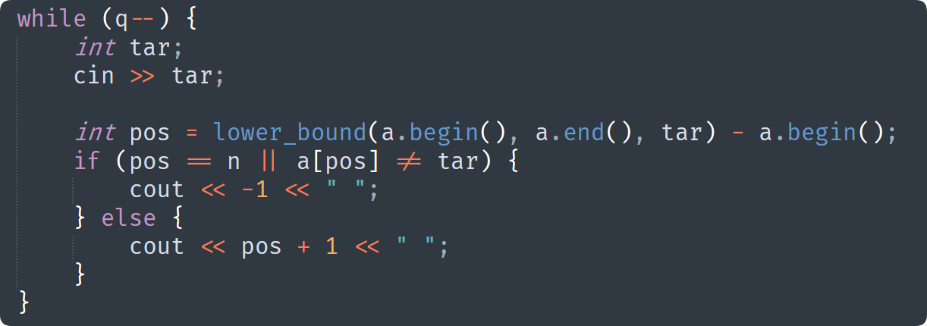 while (q--) {
    int tar;
    cin >> tar;

    int pos = lower_bound(a.begin(), a.end(), tar) - a.begin();
    if (pos == n || a[pos] != tar) {
        cout << -1 << " ";
    } else {
        cout << pos + 1 << " ";
    }
}